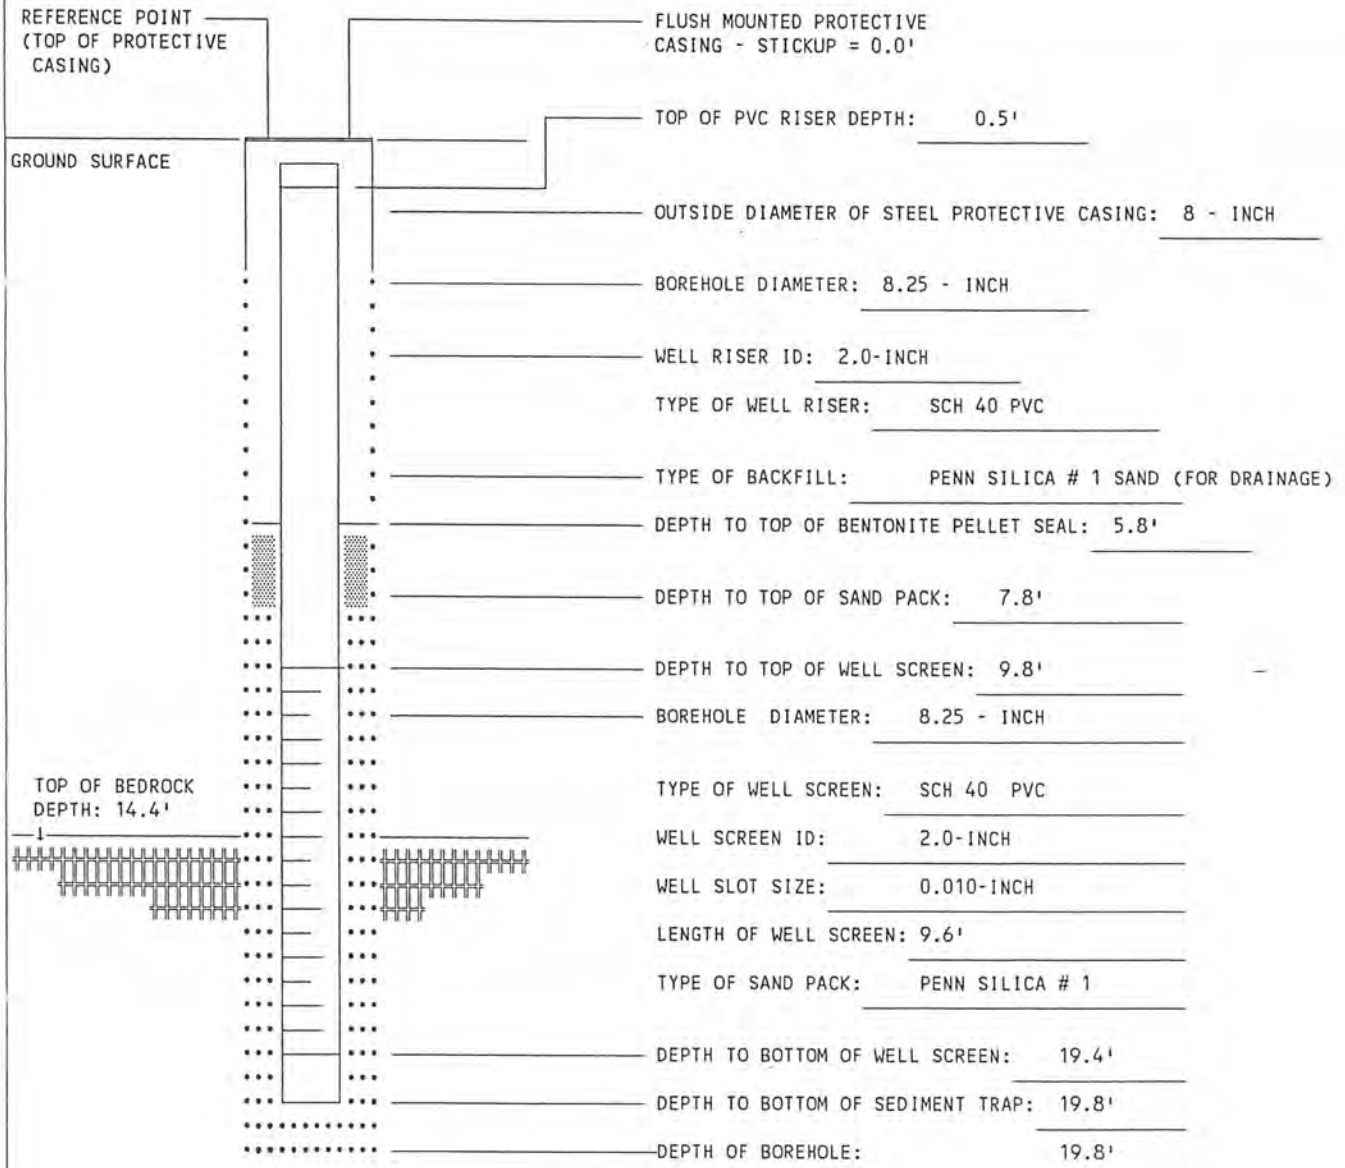 REFERENCE POINT
(TOP OF PROTECTIVE
CASING)
FLUSH MOUNTED PROTECTIVE
CASING - STICKUP = 0.0'
TOP OF PVC RISER DEPTH: 0.5'
GROUND SURFACE
OUTSIDE DIAMETER OF STEEL PROTECTIVE CASING: 8 - INCH
BOREHOLE DIAMETER: 8.25 - INCH
WELL RISER ID: 2.0-INCH
TYPE OF WELL RISER: SCH 40 PVC
TYPE OF BACKFILL: PENN SILICA # 1 SAND (FOR DRAINAGE)
DEPTH TO TOP OF BENTONITE PELLET SEAL: 5.8'
DEPTH TO TOP OF SAND PACK: 7.8'
DEPTH TO TOP OF WELL SCREEN: 9.8'
BOREHOLE DIAMETER: 8.25 - INCH
TOP OF BEDROCK
DEPTH: 14.4'
TYPE OF WELL SCREEN: SCH 40 PVC
WELL SCREEN ID: 2.0-INCH
WELL SLOT SIZE: 0.010-INCH
LENGTH OF WELL SCREEN: 9.6'
TYPE OF SAND PACK: PENN SILICA # 1
DEPTH TO BOTTOM OF WELL SCREEN: 19.4'
DEPTH TO BOTTOM OF SEDIMENT TRAP: 19.8'
DEPTH OF BOREHOLE: 19.8'